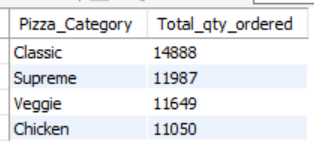 Pizza_Category Total_qty_ordered
Classic 14888
Supreme 11987
Veggie 11649
Chicken 11050